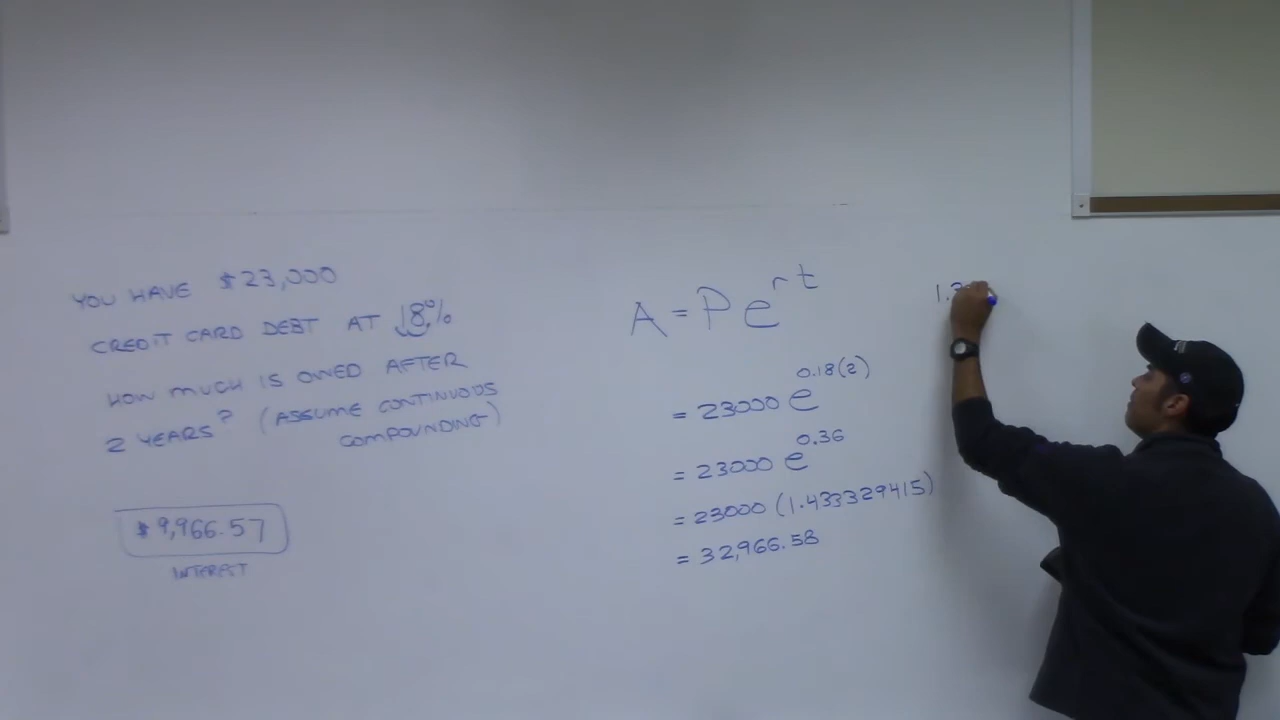 YOU HAVE $23,000
CREDIT CARD DEBT AT 18%
HOW MUCH IS OWED AFTER
2 YEARS? (ASSUME CONTINUOUS
COMPOUNDING)
$9,966.57
INTEREST
A = Pe^rt
= 23000 e^0.18(2)
= 23000 e^0.36
= 23000 (1.433329415)
= 32,966.58